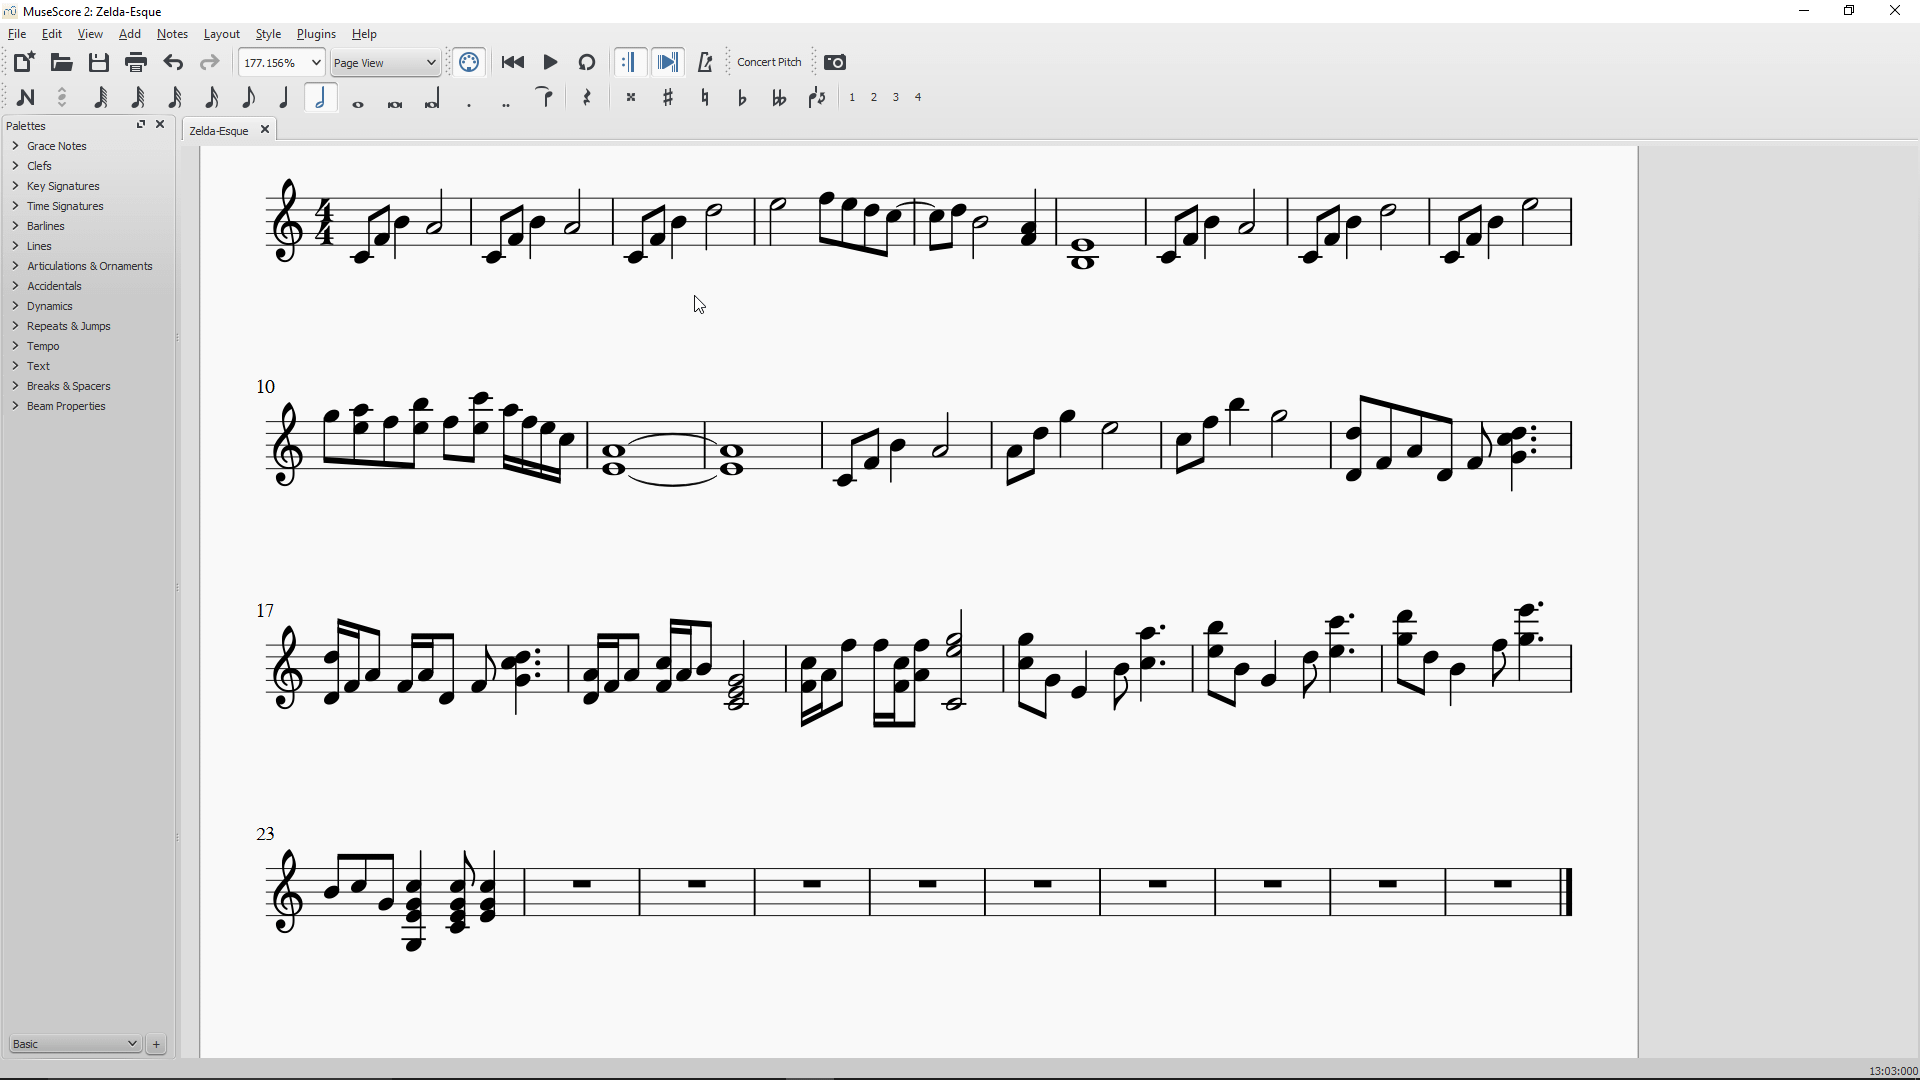 MuseScore 2: Zelda-Esque
File Edit View Add Notes Layout Style Plugins Help
177.156% Page View Concert Pitch
1 2 3 4
Palettes
Zelda-Esque
Grace Notes
Clefs
Key Signatures
Time Signatures
Barlines
Lines
Articulations & Ornaments
Accidentals
Dynamics
Repeats & Jumps
Tempo
Text
Breaks & Spacers
Beam Properties
4
4
10
17
23
Basic
13:03:000